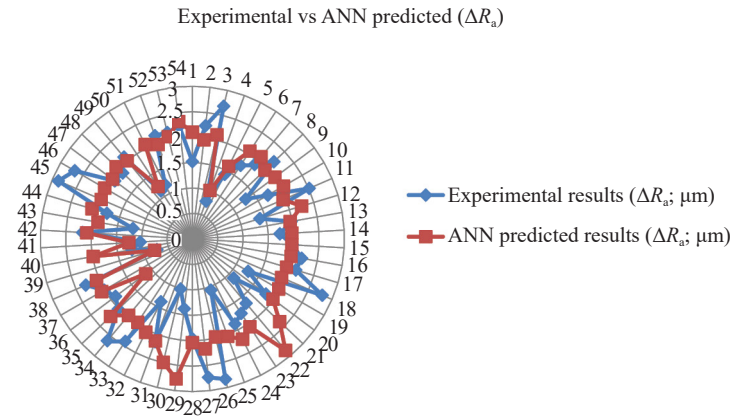 Experimental vs ANN predicted (ΔRa)
54 1 2 3 4 5 6 7 8 9 10 11 12 13 14 15 16 17 18 19 20 21 22 23 24 25 26 27 28 29 30 31 32 33 34 35 36 37 38 39 40 41 42 43 44 45 46 47 48 49 50 51 52 53
3
2.5
2
1.5
1
0.5
0
Experimental results (ΔRa; μm)
ANN predicted results (ΔRa; μm)